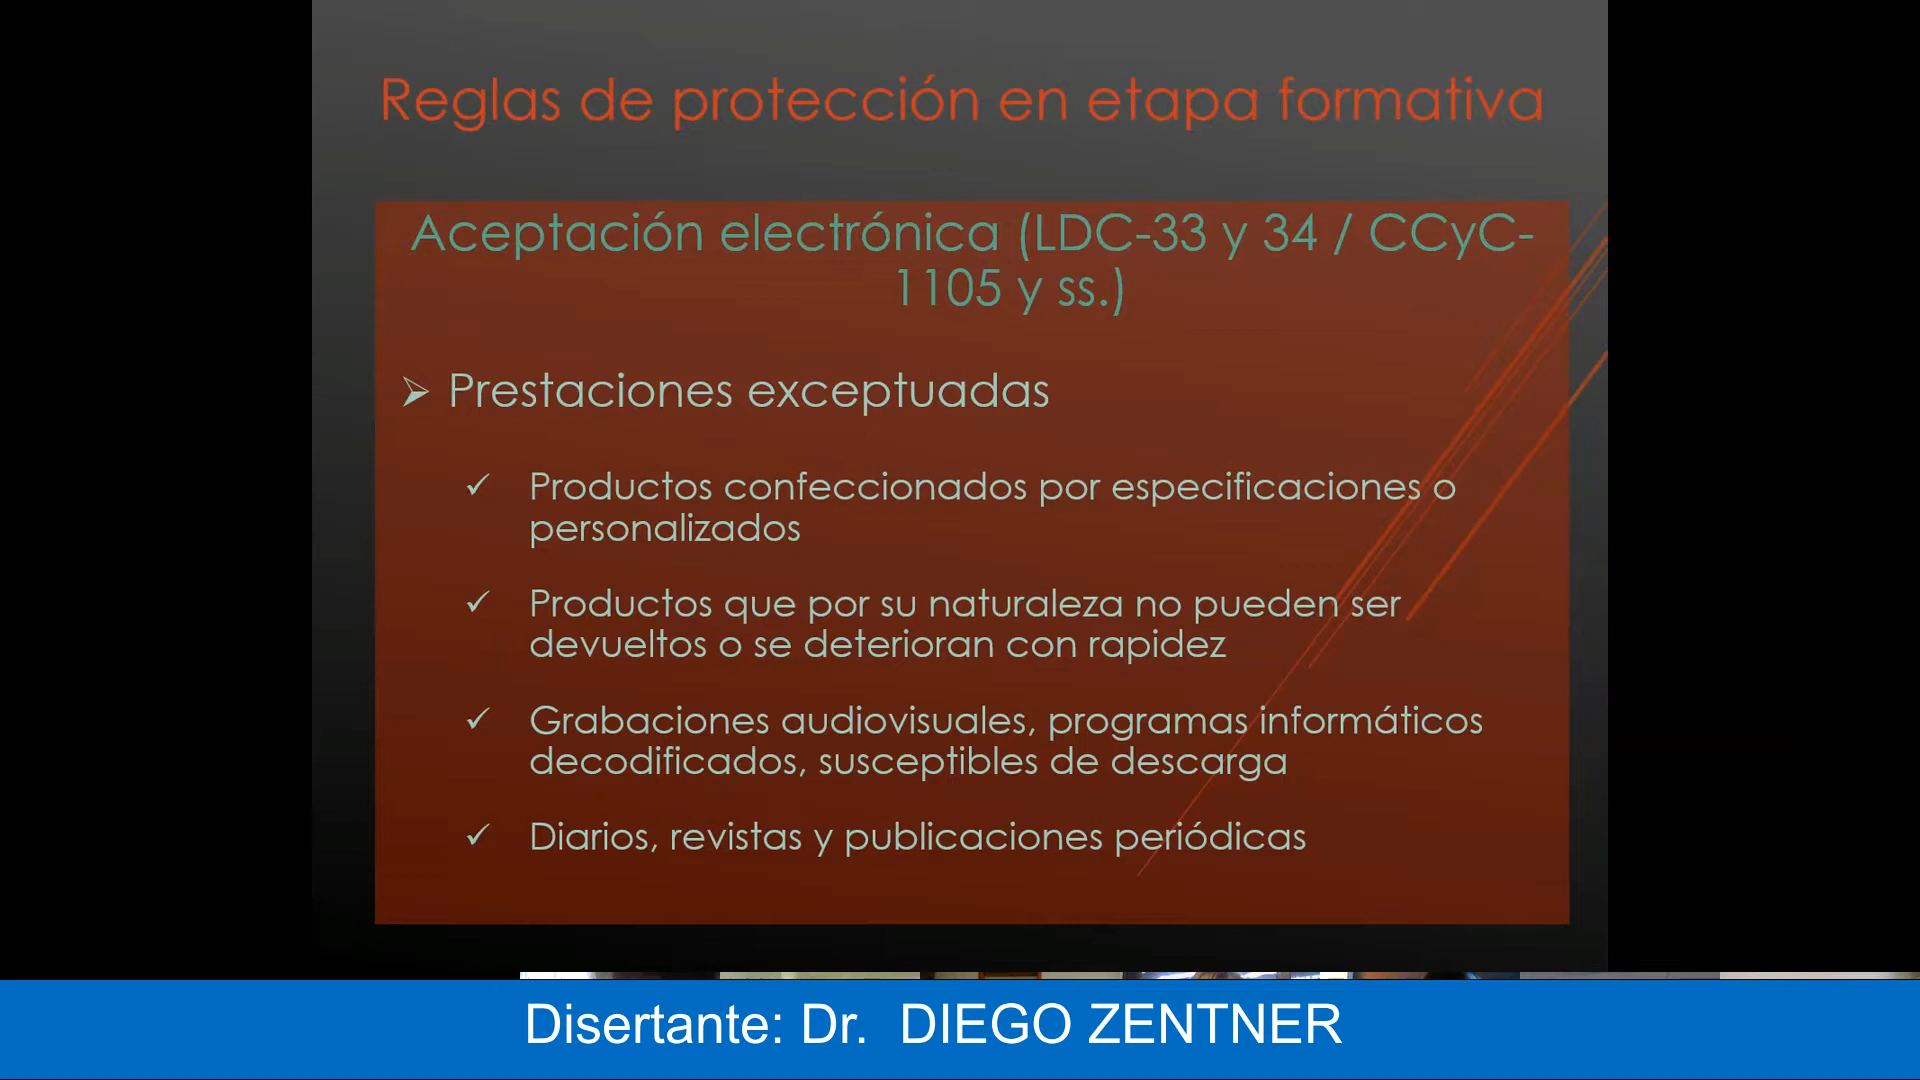 Reglas de protección en etapa formativa
Aceptación electrónica (LDC-33 y 34 / CCyC-
1105 y ss.)
Prestaciones exceptuadas
Productos confeccionados por especificaciones o
personalizados
Productos que por su naturaleza no pueden ser
devueltos o se deterioran con rapidez
Grabaciones audiovisuales, programas informáticos
decodificados, susceptibles de descarga
Diarios, revistas y publicaciones periódicas
Disertante: Dr. DIEGO ZENTNER